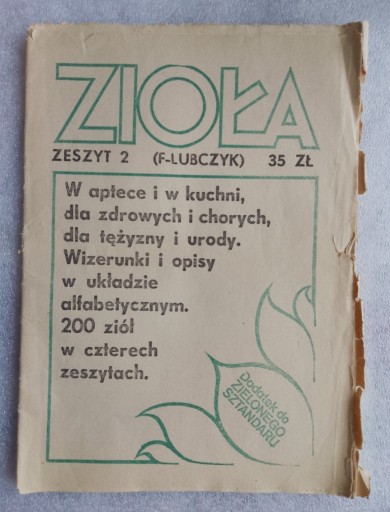 ZIOŁA
ZESZYT 2 (F-LUBCZYK) 35 ZŁ
W aptece i w kuchni,
dla zdrowych i chorych,
dla tężyzny i urody.
Wizerunki i opisy
w układzie
alfabetycznym.
200 ziół
w czterech
zeszytach.
Dodatek do
ZIELONEGO
SZTANDARU